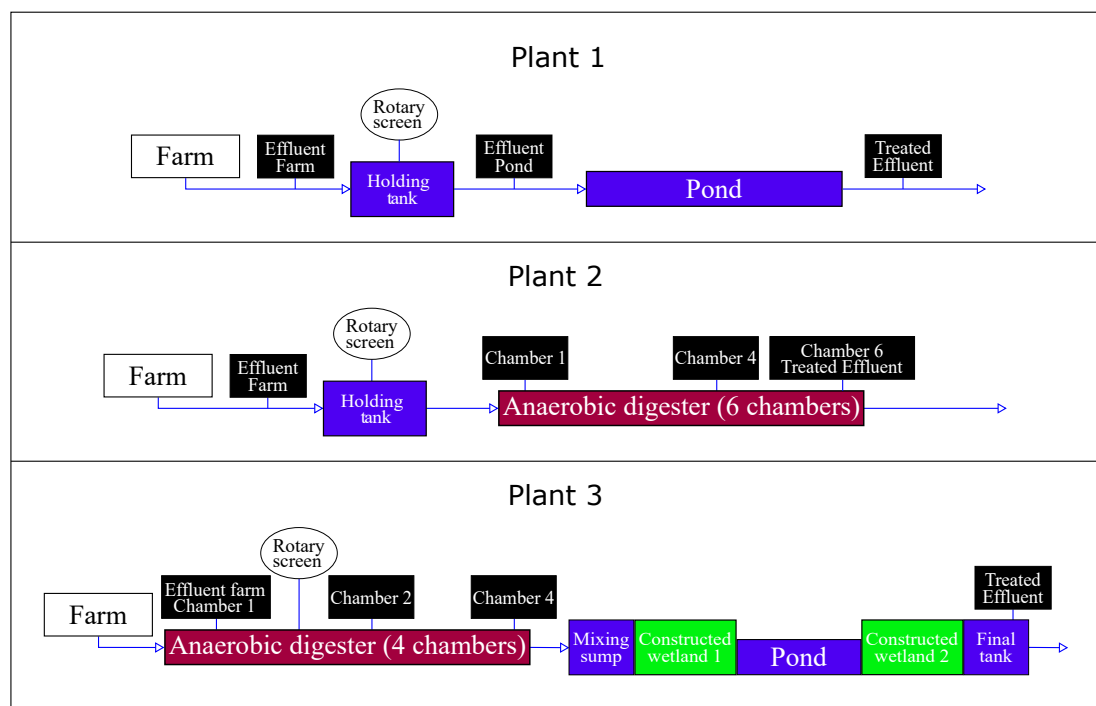 Plant 1
Rotary
screen
Farm
Effluent
Farm
Effluent
Pond
Treated
Effluent
Holding
tank
Pond
Plant 2
Rotary
screen
Farm
Effluent
Farm
Chamber 1
Chamber 4
Chamber 6
Treated Effluent
Holding
tank
Anaerobic digester (6 chambers)
Plant 3
Rotary
screen
Farm
Effluent farm
Chamber 1
Chamber 2
Chamber 4
Treated
Effluent
Anaerobic digester (4 chambers)
Mixing
sump
Constructed
wetland 1
Pond
Constructed
wetland 2
Final
tank